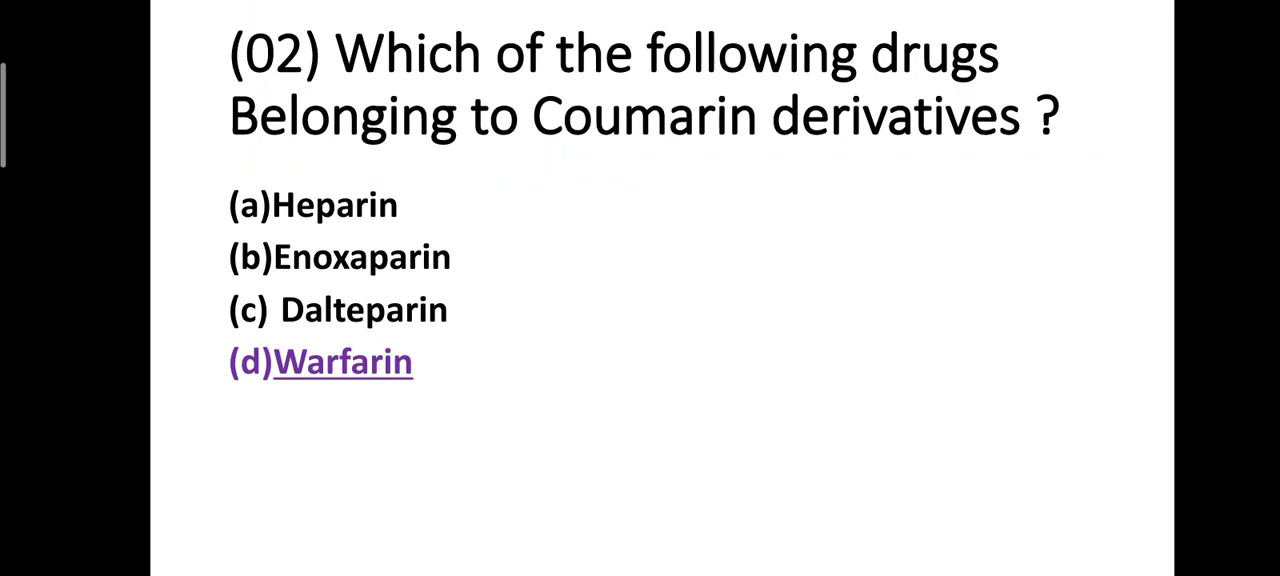 (02) Which of the following drugs
Belonging to Coumarin derivatives ?
(a)Heparin
(b)Enoxaparin
(c) Dalteparin
(d)Warfarin